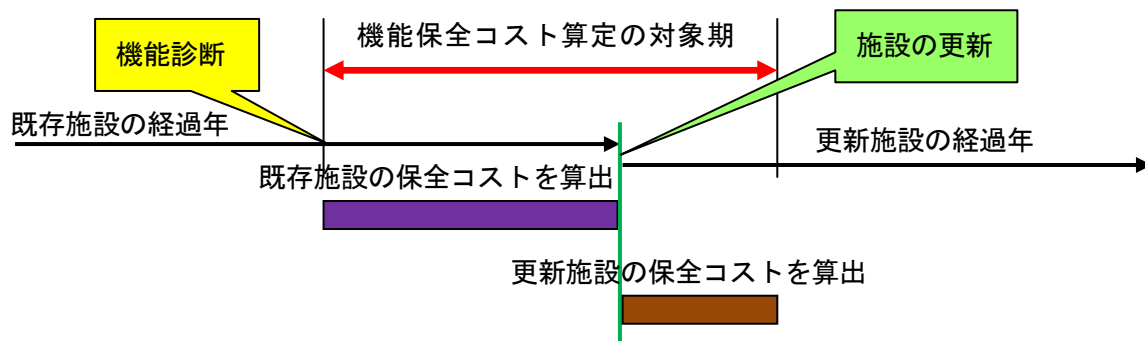 機能診断
機能保全コスト算定の対象期
施設の更新
既存施設の経過年
更新施設の経過年
既存施設の保全コストを算出
更新施設の保全コストを算出